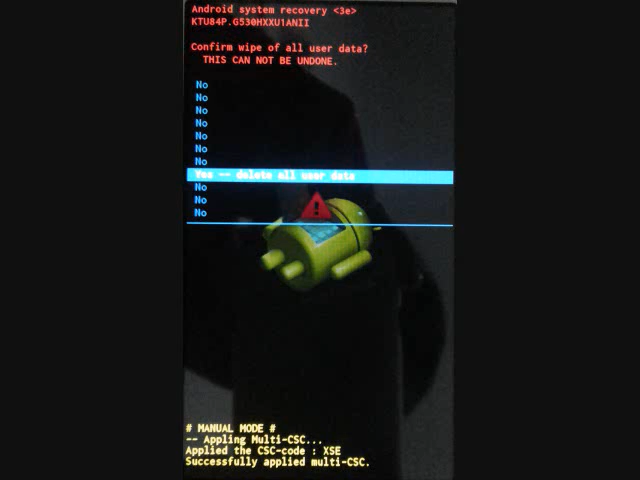 Android system recovery <3e>
KTU84P.G530HXXU1ANII
Confirm wipe of all user data?
THIS CAN NOT BE UNDONE.
No
No
No
No
No
No
No
Yes -- delete all user data
No
No
No
# MANUAL MODE #
-- Appling Multi-CSC...
Applied the CSC-code : XSE
Successfully applied multi-CSC.